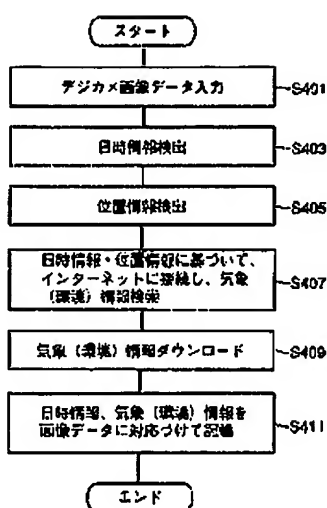 スタート
デジカメ画像データ入力
S401
日時情報検出
S403
位置情報検出
S405
日時情報・位置情報に基づいて、
インターネットに接続し、気象
（環境）情報検索
S407
気象（環境）情報ダウンロード
S409
日時情報、気象（環境）情報を
画像データに対応づけて記憶
S411
エンド